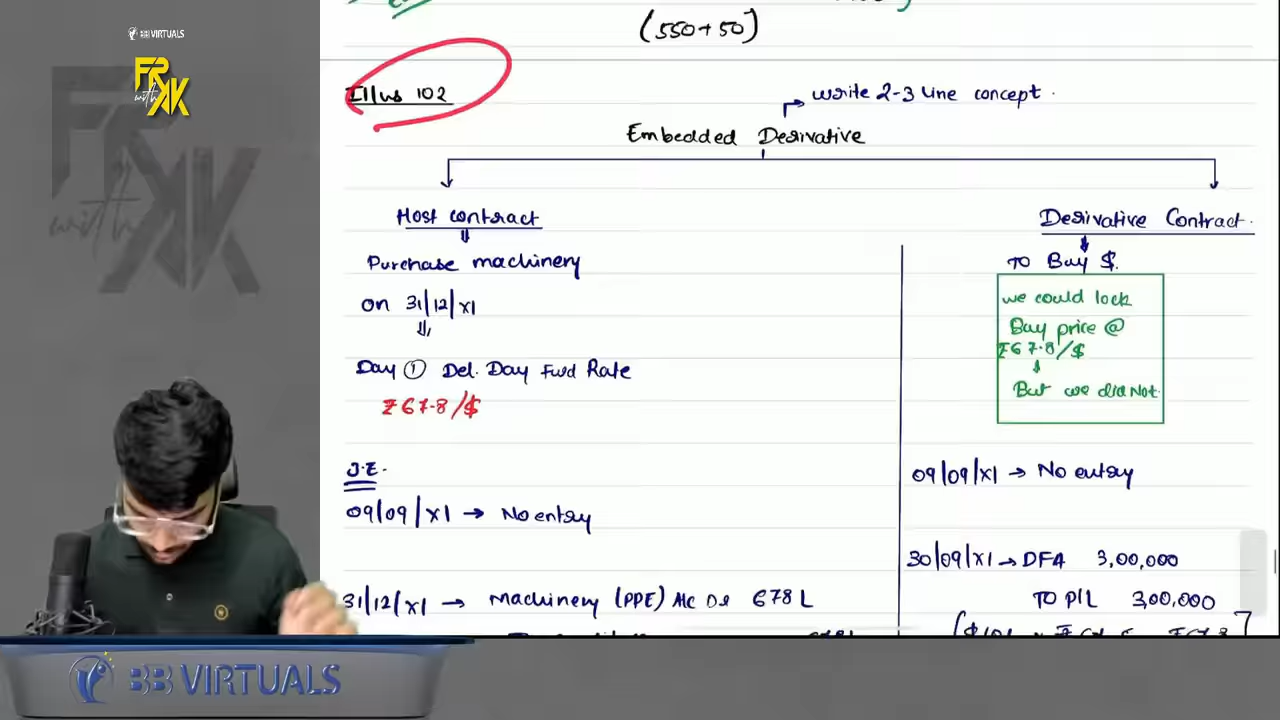 BB VIRTUALS
FR
with
KK
(550+50)
Illus 102
write 2-3 line concept.
Embedded Derivative
Host contract
Purchase machinery
on 31/12/X1
Day ① Del. Day Fwd Rate
₹67.8/$
Derivative Contract.
To Buy $.
we could lock
Buy price @
₹67.8/$
But we did Not.
J.E.
09/09/X1 → No entry
31/12/X1 → Machinery (PPE) A/c Dr 678 L
09/09/X1 → No entry
30/09/X1 → DFA 3,00,000
TO P/L 3,00,000
BB VIRTUALS